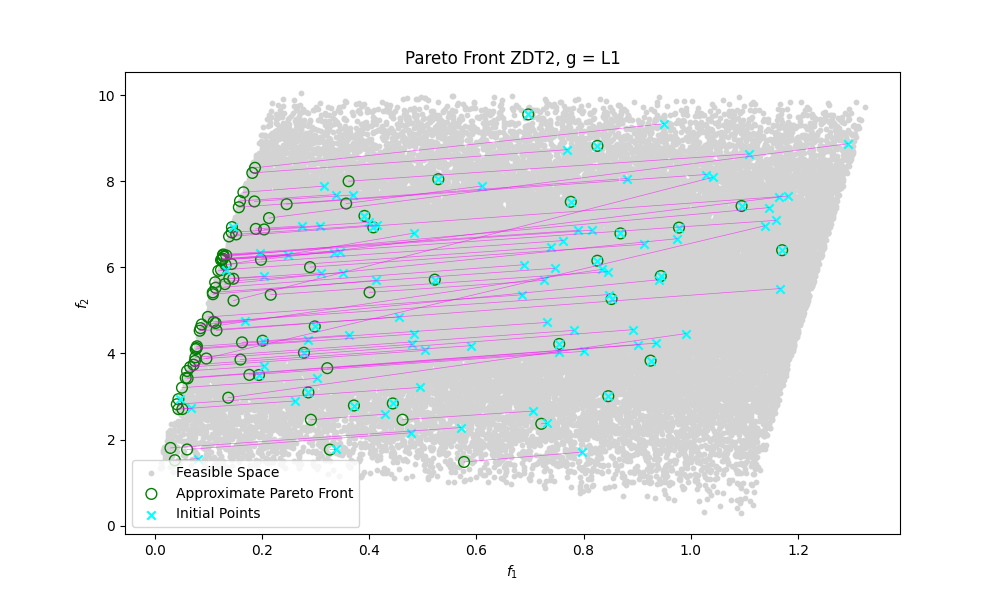 Pareto Front ZDT2, g = L1
10
8
6
4
2
0
f2
Feasible Space
Approximate Pareto Front
Initial Points
0.0 0.2 0.4 0.6 0.8 1.0 1.2
f1